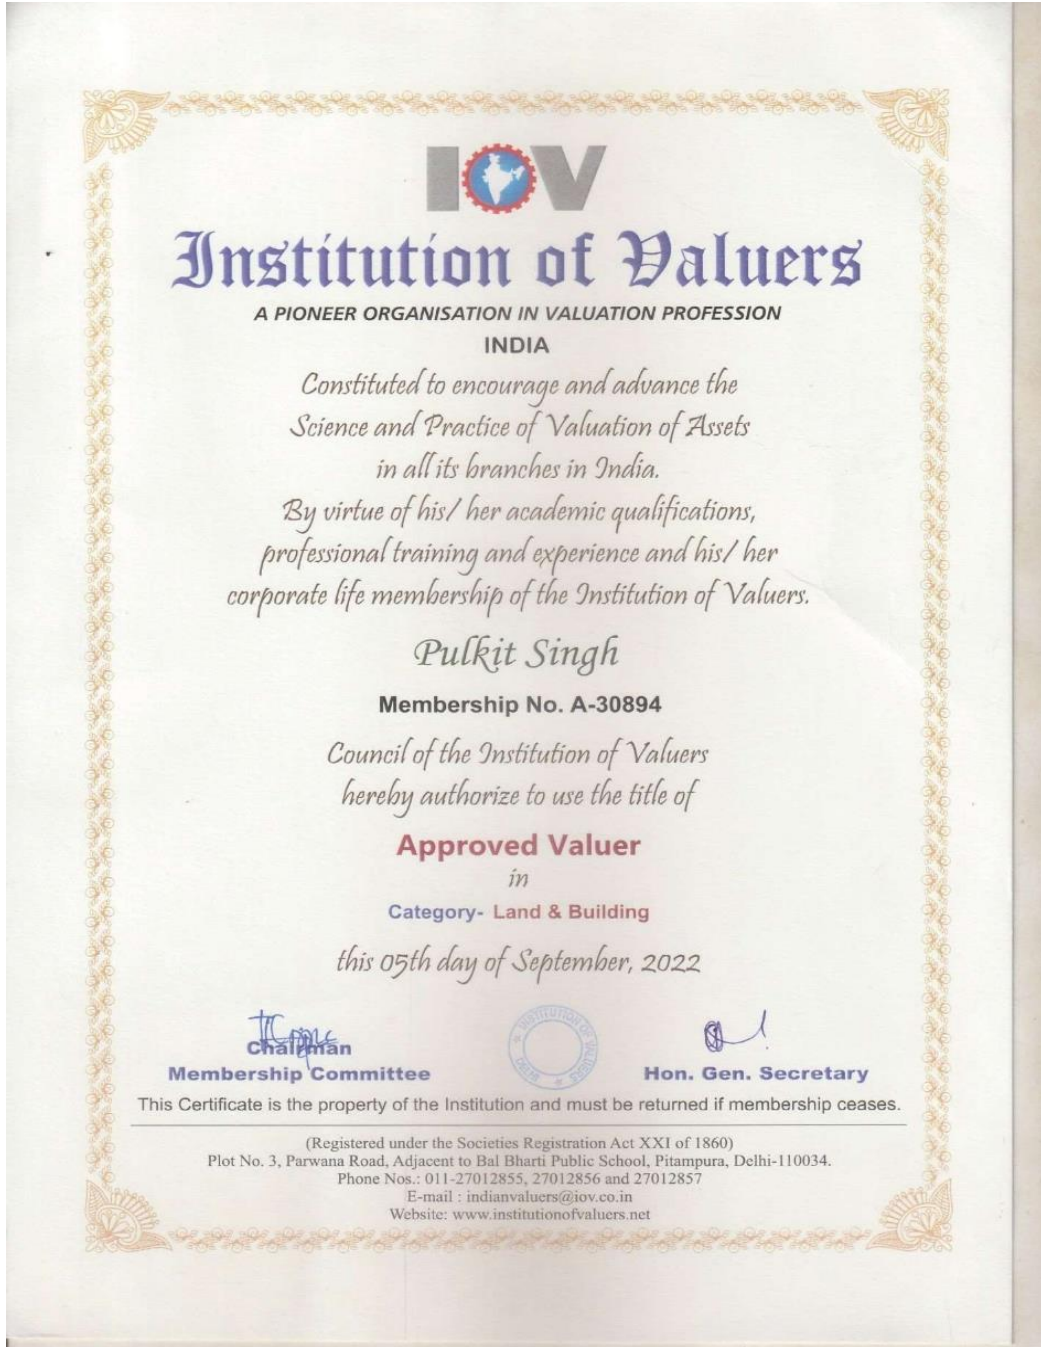 IOV
Institution of Valuers
A PIONEER ORGANISATION IN VALUATION PROFESSION
INDIA
Constituted to encourage and advance the
Science and Practice of Valuation of Assets
in all its branches in India.
By virtue of his/ her academic qualifications,
professional training and experience and his/ her
corporate life membership of the Institution of Valuers.
Pulkit Singh
Membership No. A-30894
Council of the Institution of Valuers
hereby authorize to use the title of
Approved Valuer
in
Category- Land & Building
this 05th day of September, 2022
INSTITUTION OF VALUERS
DELHI
Chairman
Membership Committee
Hon. Gen. Secretary
This Certificate is the property of the Institution and must be returned if membership ceases.
(Registered under the Societies Registration Act XXI of 1860)
Plot No. 3, Parwana Road, Adjacent to Bal Bharti Public School, Pitampura, Delhi-110034.
Phone Nos.: 011-27012855, 27012856 and 27012857
E-mail : indianvaluers@iov.co.in
Website: www.institutionofvaluers.net